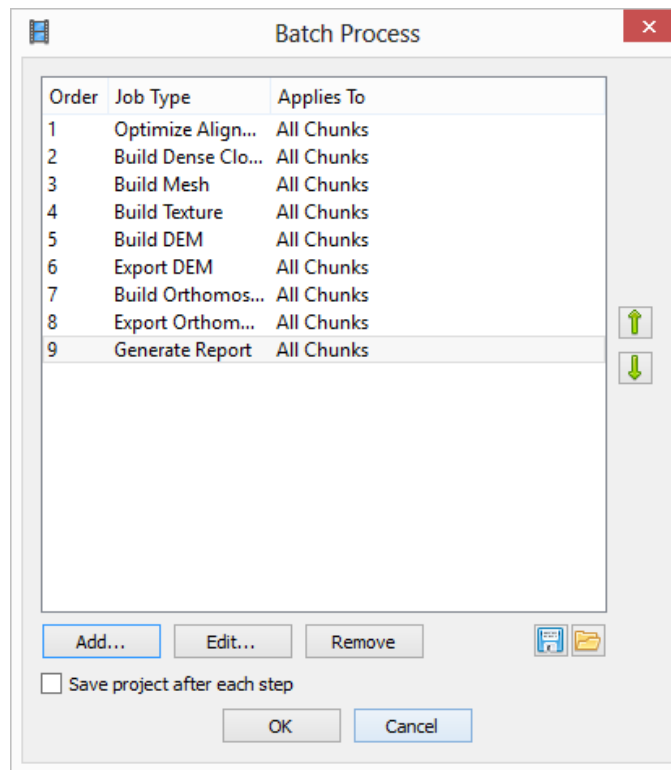 Batch Process
Order Job Type Applies To
1 Optimize Align... All Chunks
2 Build Dense Clo... All Chunks
3 Build Mesh All Chunks
4 Build Texture All Chunks
5 Build DEM All Chunks
6 Export DEM All Chunks
7 Build Orthomos... All Chunks
8 Export Orthom... All Chunks
9 Generate Report All Chunks
Add... Edit... Remove
Save project after each step
OK Cancel